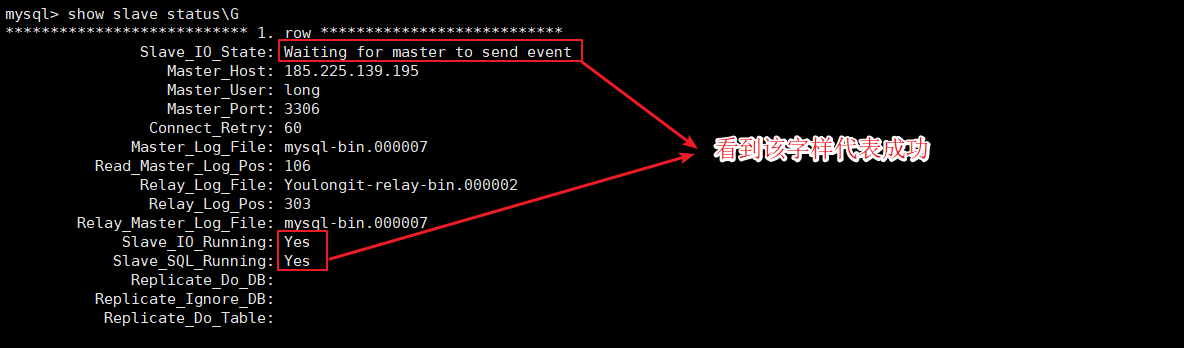 mysql> show slave status\G
*************************** 1. row ***************************
Slave_IO_State: Waiting for master to send event
Master_Host: 185.225.139.195
Master_User: long
Master_Port: 3306
Connect_Retry: 60
Master_Log_File: mysql-bin.000007
Read_Master_Log_Pos: 106
Relay_Log_File: Youlongit-relay-bin.000002
Relay_Log_Pos: 303
Relay_Master_Log_File: mysql-bin.000007
Slave_IO_Running: Yes
Slave_SQL_Running: Yes
Replicate_Do_DB:
Replicate_Ignore_DB:
Replicate_Do_Table:
看到该字样代表成功